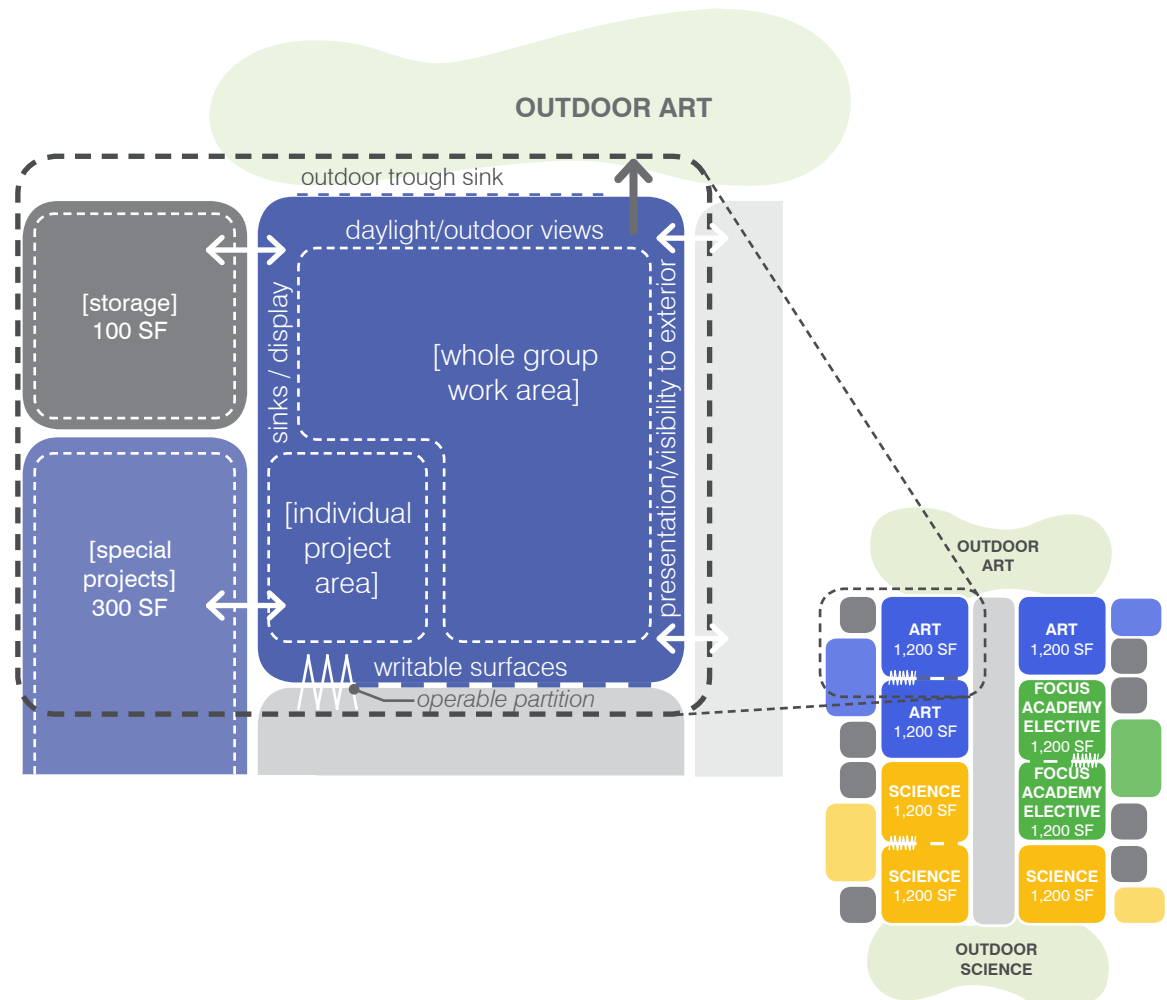 OUTDOOR ART
outdoor trough sink
daylight/outdoor views
[storage]
100 SF
sinks / display
[whole group
work area]
presentation/visibility to exterior
[individual
project
area]
[special
projects]
300 SF
writable surfaces
operable partition
OUTDOOR
ART
ART
1,200 SF
ART
1,200 SF
ART
1,200 SF
FOCUS
ACADEMY
ELECTIVE
1,200 SF
SCIENCE
1,200 SF
FOCUS
ACADEMY
ELECTIVE
1,200 SF
SCIENCE
1,200 SF
SCIENCE
1,200 SF
OUTDOOR
SCIENCE